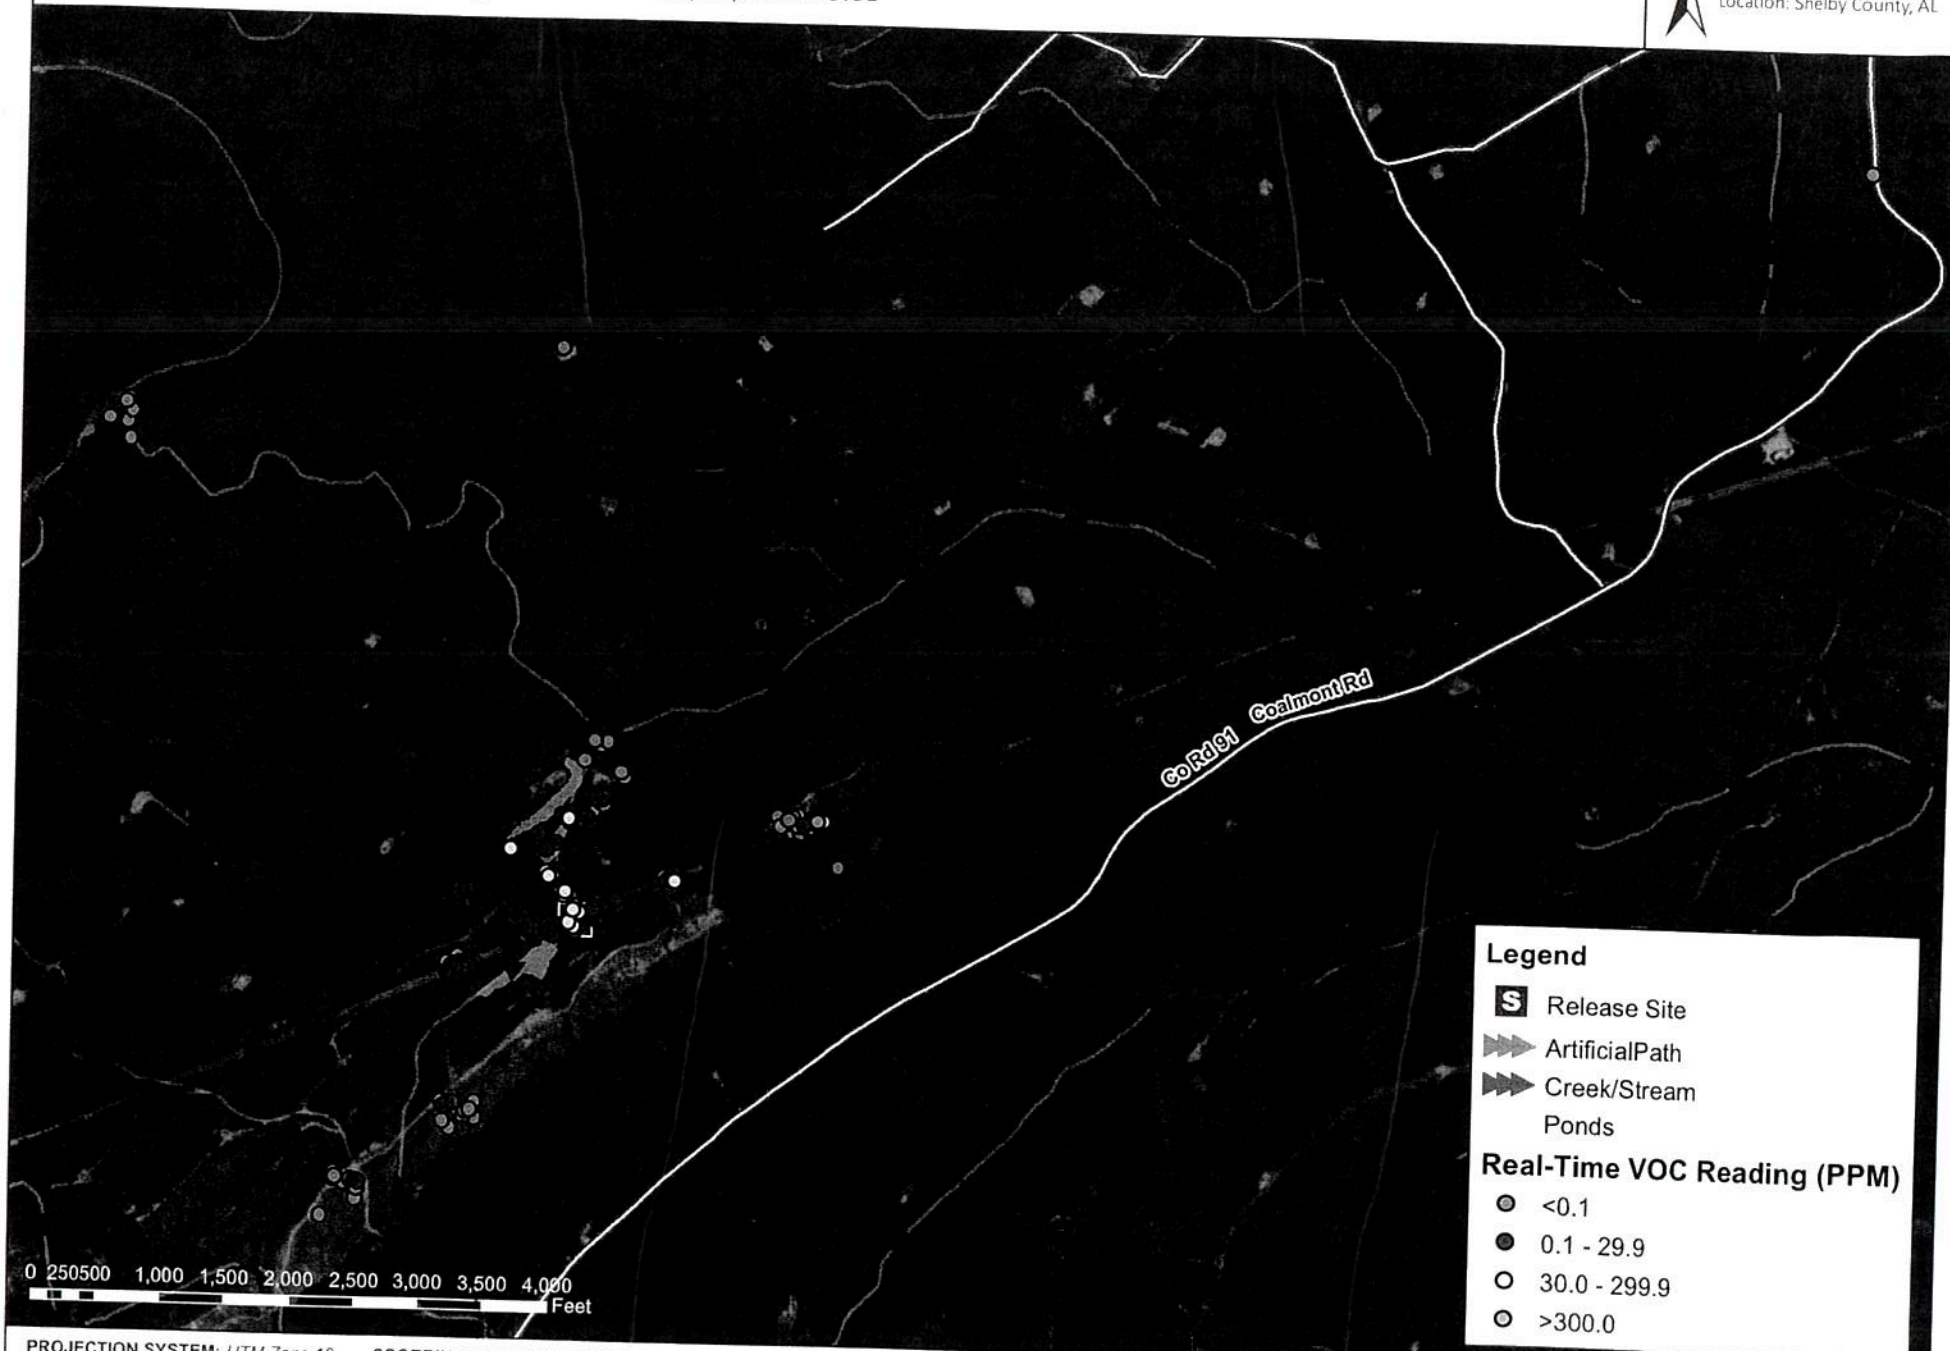 Location: Shelby County, AL
Co Rd 91 Coalmont Rd
Legend
S Release Site
ArtificialPath
Creek/Stream
Ponds
Real-Time VOC Reading (PPM)
<0.1
0.1 - 29.9
30.0 - 299.9
>300.0
0 250500 1,000 1,500 2,000 2,500 3,000 3,500 4,000
Feet
PROJECTION SYSTEM: UTM Zone